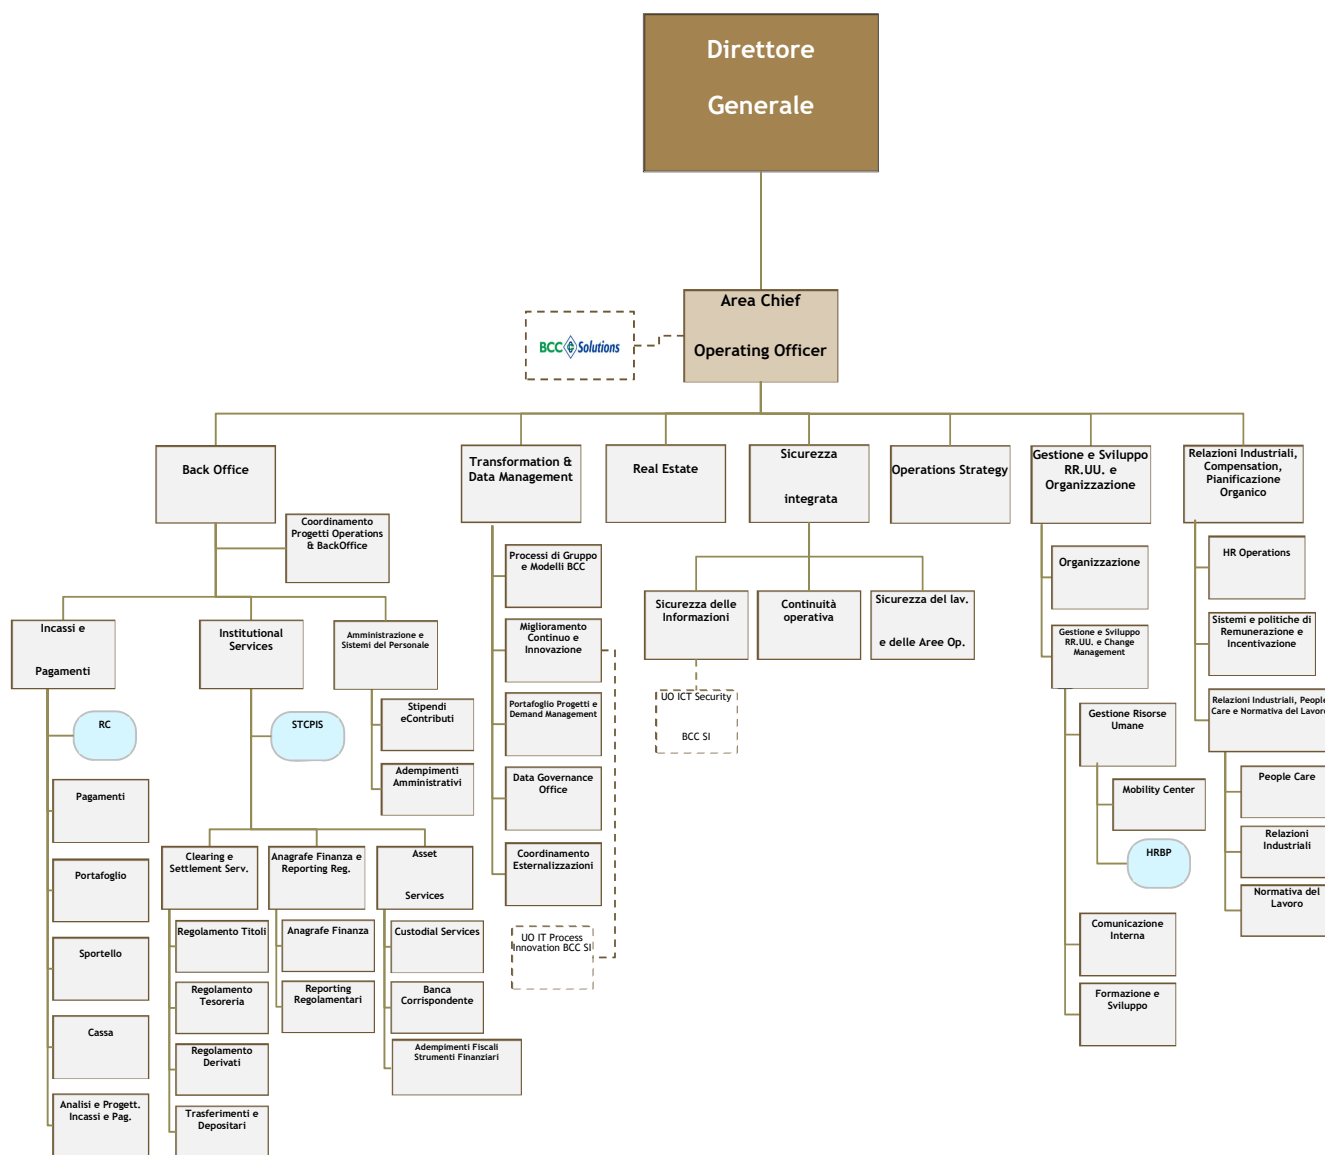 Direttore
Generale
Area Chief
Operating Officer
BCC Solutions
Back Office
Transformation &
Data Management
Real Estate
Sicurezza
integrata
Operations Strategy
Gestione e Sviluppo
RR.UU. e
Organizzazione
Relazioni Industriali,
Compensation,
Pianificazione
Organico
Coordinamento
Progetti Operations
& BackOffice
Processi di Gruppo
e Modelli BCC
Organizzazione
HR Operations
Incassi e
Pagamenti
Institutional
Services
Amministrazione e
Sistemi del Personale
Miglioramento
Continuo e
Innovazione
Sicurezza delle
Informazioni
Continuità
operativa
Sicurezza del lav.
e delle Aree Op.
Gestione e Sviluppo
RR.UU. e Change
Management
Sistemi e politiche di
Remunerazione e
Incentivazione
RC
STCPIS
Stipendi
eContributi
Portafoglio Progetti e
Demand Management
UO ICT Security
BCC SI
Gestione Risorse
Umane
Relazioni Industriali, People
Care e Normativa del Lavoro
Pagamenti
Adempimenti
Amministrativi
Data Governance
Office
Mobility Center
People Care
Portafoglio
Clearing e
Settlement Serv.
Anagrafe Finanza e
Reporting Reg.
Asset
Services
Coordinamento
Esternalizzazioni
HRBP
Relazioni
Industriali
Sportello
Regolamento Titoli
Anagrafe Finanza
Custodial Services
UO IT Process
Innovation BCC SI
Comunicazione
Interna
Normativa del
Lavoro
Cassa
Regolamento
Tesoreria
Reporting
Regolamentari
Banca
Corrispondente
Formazione e
Sviluppo
Regolamento
Derivati
Adempimenti Fiscali
Strumenti Finanziari
Analisi e Progett.
Incassi e Pag.
Trasferimenti e
Depositari